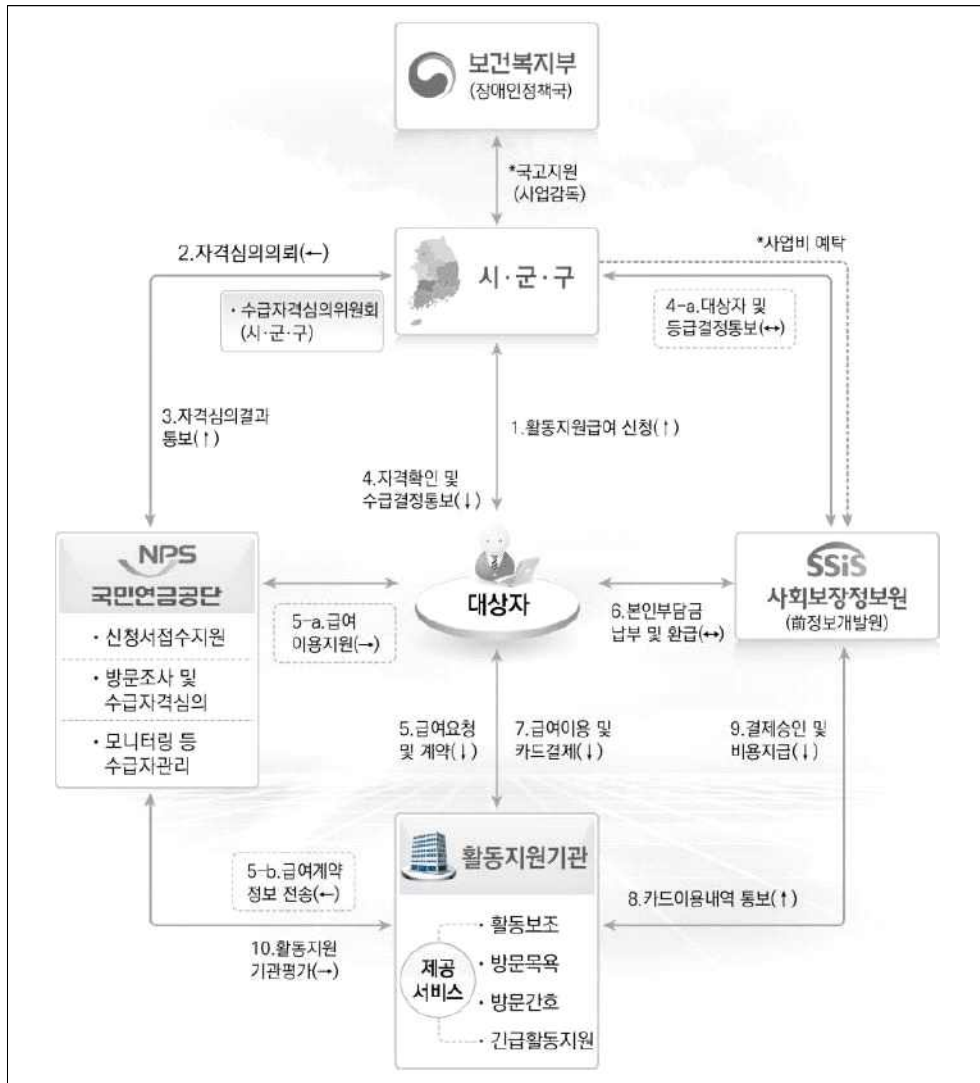 보건복지부
(장애인정책국)
*국고지원
(사업감독)
2.자격심의의뢰(←)
*사업비 예탁
시·군·구
· 수급자격심의위원회
(시·군·구)
4-a.대상자 및
등급결정통보(↔)
3.자격심의결과
통보(↑)
1.활동지원급여 신청(↑)
4.자격확인 및
수급결정통보(↓)
NPS
국민연금공단
· 신청서접수지원
· 방문조사 및
수급자격심의
· 모니터링 등
수급자관리
대상자
SSiS
사회보장정보원
(前정보개발원)
5-a.급여
이용지원(→)
6.본인부담금
납부 및 환급(↔)
5.급여요청
및 계약(↓)
7.급여이용 및
카드결제(↓)
9.결제승인 및
비용지급(↓)
활동지원기관
5-b.급여계약
정보 전송(←)
8.카드이용내역 통보(↑)
10.활동지원
기관평가(→)
제공
서비스
· 활동보조
· 방문목욕
· 방문간호
· 긴급활동지원